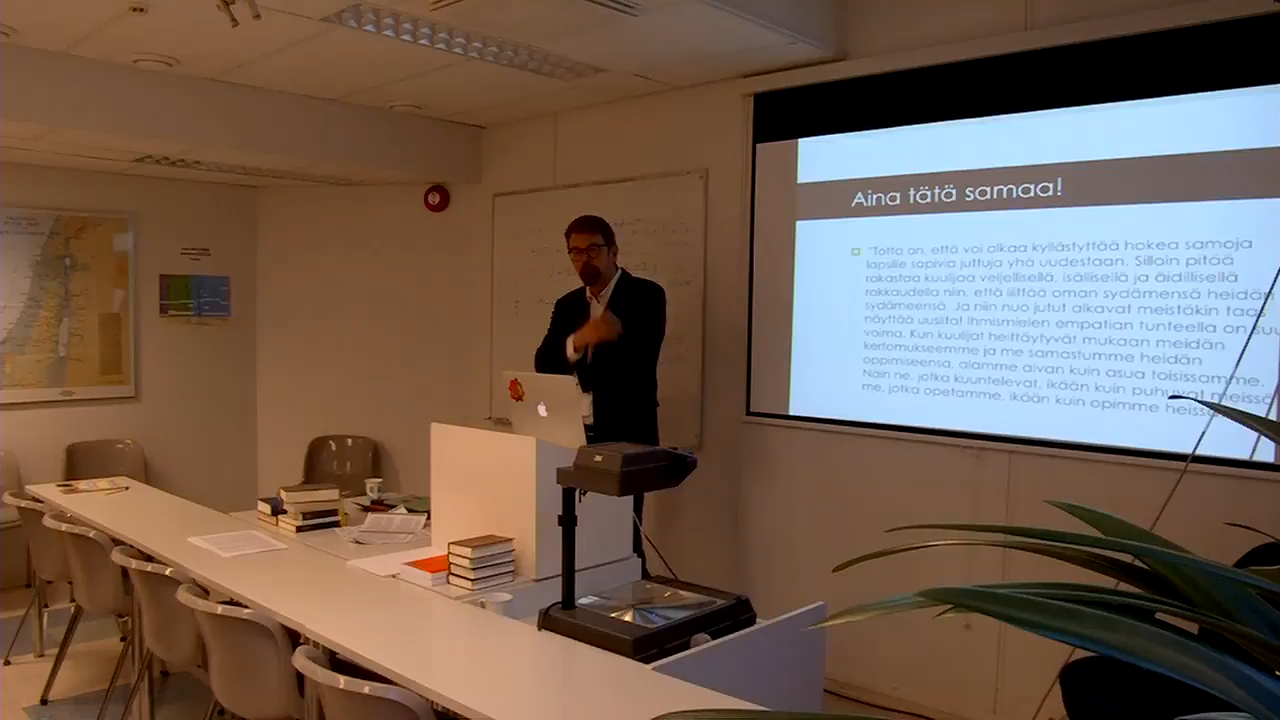 Aina tätä samaa!
"Totta on, että voi alkaa kyllästyttää hokea samoja
lapsille sopivia juttuja yhä uudestaan. Silloin pitää
rakastaa kuulijaa veljellisellä, isällisellä ja äidillisellä
rakkaudella niin, että liittää oman sydämensä heidän
sydämeensä. Ja niin nuo jutut alkavat meistäkin taas
näyttää uusilta! Ihmismielen empatian tunteella on suu
voima. Kun kuulijat heittäytyvät mukaan meidän
kertomukseemme ja me samastumme heidän
oppimiseensa, alamme aivan kuin asua toisissamme.
Näin ne, jotka kuuntelevat, ikään kuin puhuvat meissä
me, jotka opetamme, ikään kuin opimme heissä